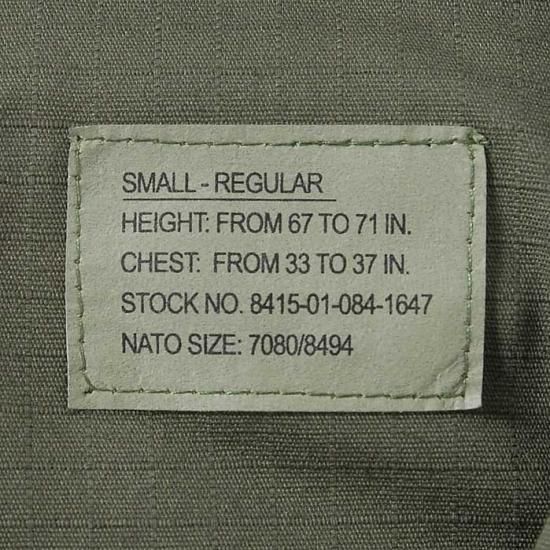 SMALL - REGULAR
HEIGHT: FROM 67 TO 71 IN.
CHEST: FROM 33 TO 37 IN.
STOCK NO. 8415-01-084-1647
NATO SIZE: 7080/8494